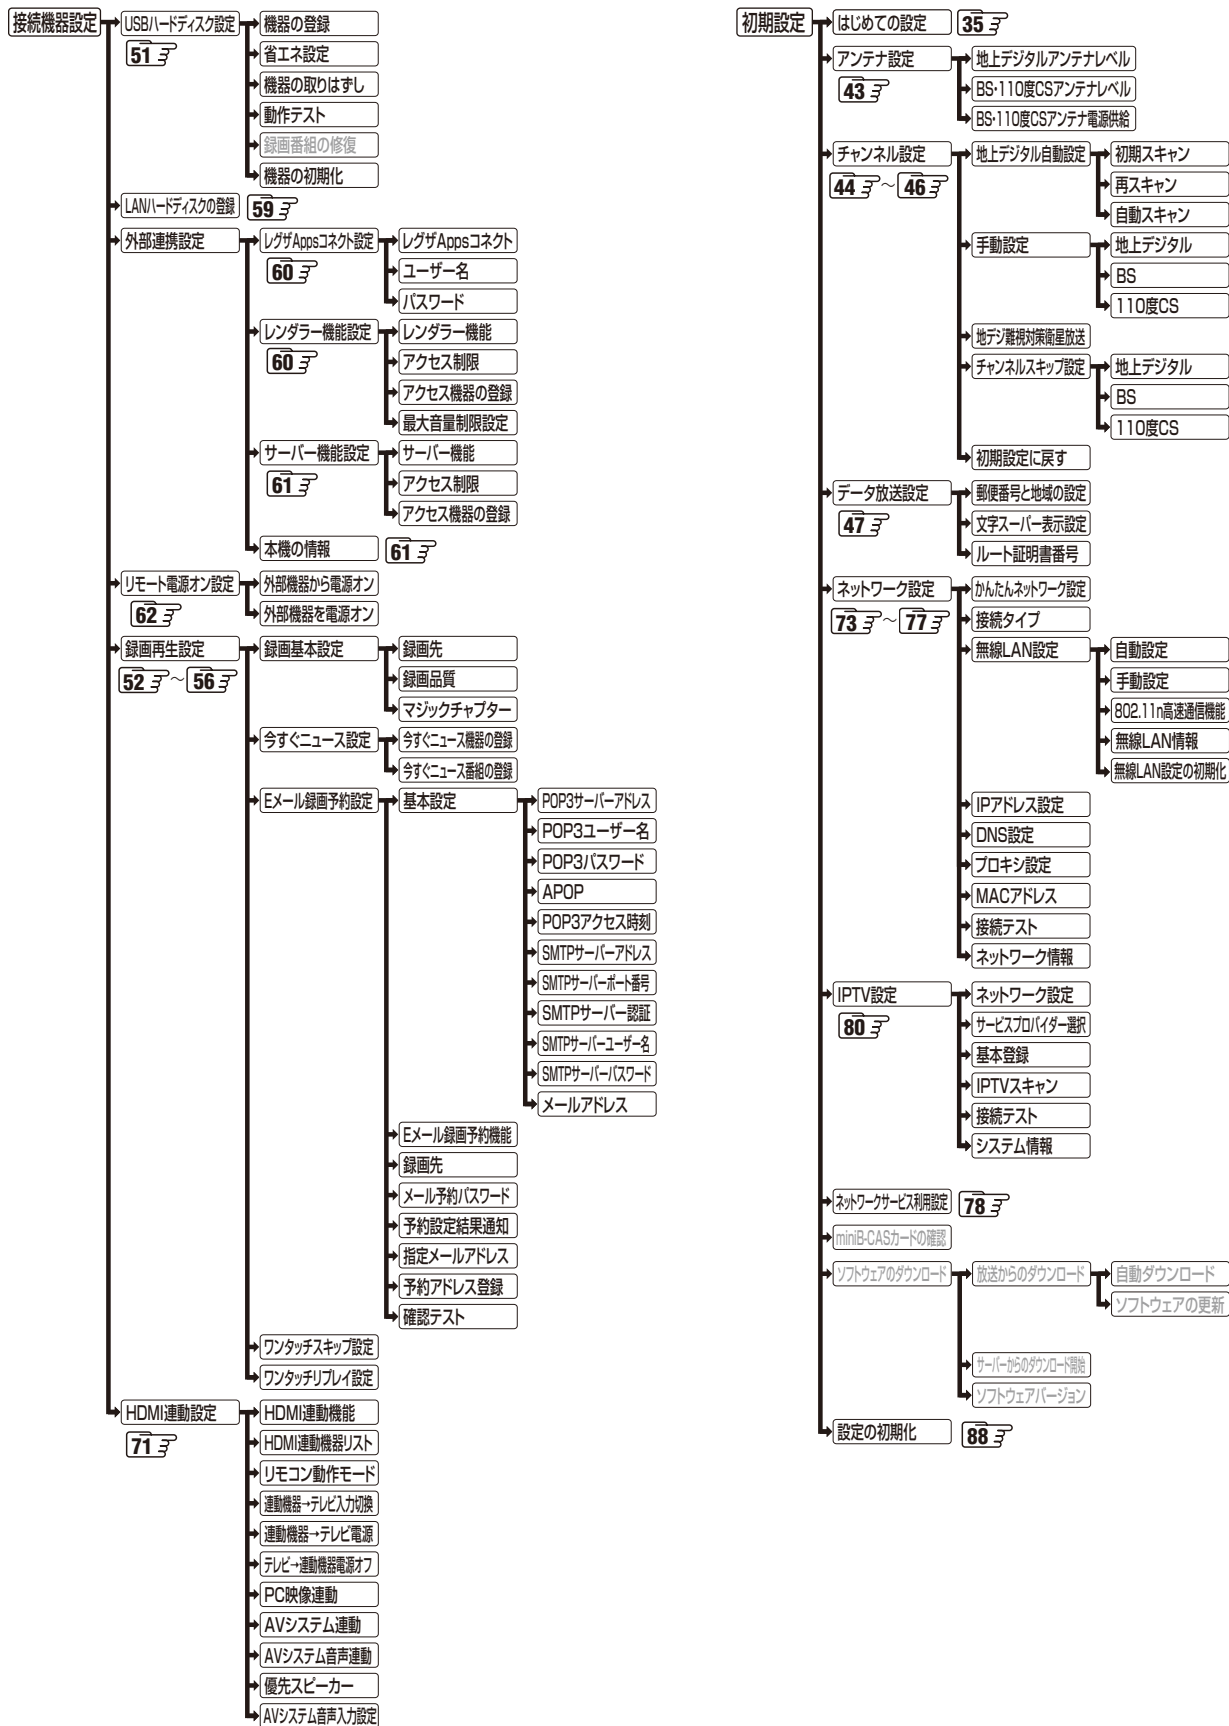 接続機器設定
USBハードディスク設定
51
機器の登録
省エネ設定
機器の取りはずし
動作テスト
録画番組の修復
機器の初期化
LANハードディスクの登録
59
外部連携設定
レグザAppsコネクト設定
60
レグザAppsコネクト
ユーザー名
パスワード
レンダラー機能設定
60
レンダラー機能
アクセス制限
アクセス機器の登録
最大音量制限設定
サーバー機能設定
61
サーバー機能
アクセス制限
アクセス機器の登録
本機の情報
61
リモート電源オン設定
62
外部機器から電源オン
外部機器を電源オン
録画再生設定
52～56
録画基本設定
録画先
録画品質
マジックチャプター
今すぐニュース設定
今すぐニュース機器の登録
今すぐニュース番組の登録
Eメール録画予約設定
基本設定
POP3サーバーアドレス
POP3ユーザー名
POP3パスワード
APOP
POP3アクセス時刻
SMTPサーバーアドレス
SMTPサーバーポート番号
SMTPサーバー認証
SMTPサーバーユーザー名
SMTPサーバーパスワード
メールアドレス
Eメール録画予約機能
録画先
メール予約パスワード
予約設定結果通知
指定メールアドレス
予約アドレス登録
確認テスト
ワンタッチスキップ設定
ワンタッチリプレイ設定
HDMI連動設定
71
HDMI連動機能
HDMI連動機器リスト
リモコン動作モード
連動機器→テレビ入力切換
連動機器→テレビ電源
テレビ→連動機器電源オフ
PC映像連動
AVシステム連動
AVシステム音声連動
優先スピーカー
AVシステム音声入力設定
初期設定
はじめての設定
35
アンテナ設定
43
地上デジタルアンテナレベル
BS・110度CSアンテナレベル
BS・110度CSアンテナ電源供給
チャンネル設定
44～46
地上デジタル自動設定
初期スキャン
再スキャン
自動スキャン
手動設定
地上デジタル
BS
110度CS
地デジ難視対策衛星放送
チャンネルスキップ設定
地上デジタル
BS
110度CS
初期設定に戻す
データ放送設定
47
郵便番号と地域の設定
文字スーパー表示設定
ルート証明書番号
ネットワーク設定
73～77
かんたんネットワーク設定
接続タイプ
無線LAN設定
自動設定
手動設定
802.11n高速通信機能
無線LAN情報
無線LAN設定の初期化
IPアドレス設定
DNS設定
プロキシ設定
MACアドレス
接続テスト
ネットワーク情報
IPTV設定
80
ネットワーク設定
サービスプロバイダー選択
基本登録
IPTVスキャン
接続テスト
システム情報
ネットワークサービス利用設定
78
miniB-CASカードの確認
ソフトウェアのダウンロード
放送からのダウンロード
自動ダウンロード
ソフトウェアの更新
サーバーからのダウンロード開始
ソフトウェアバージョン
設定の初期化
88